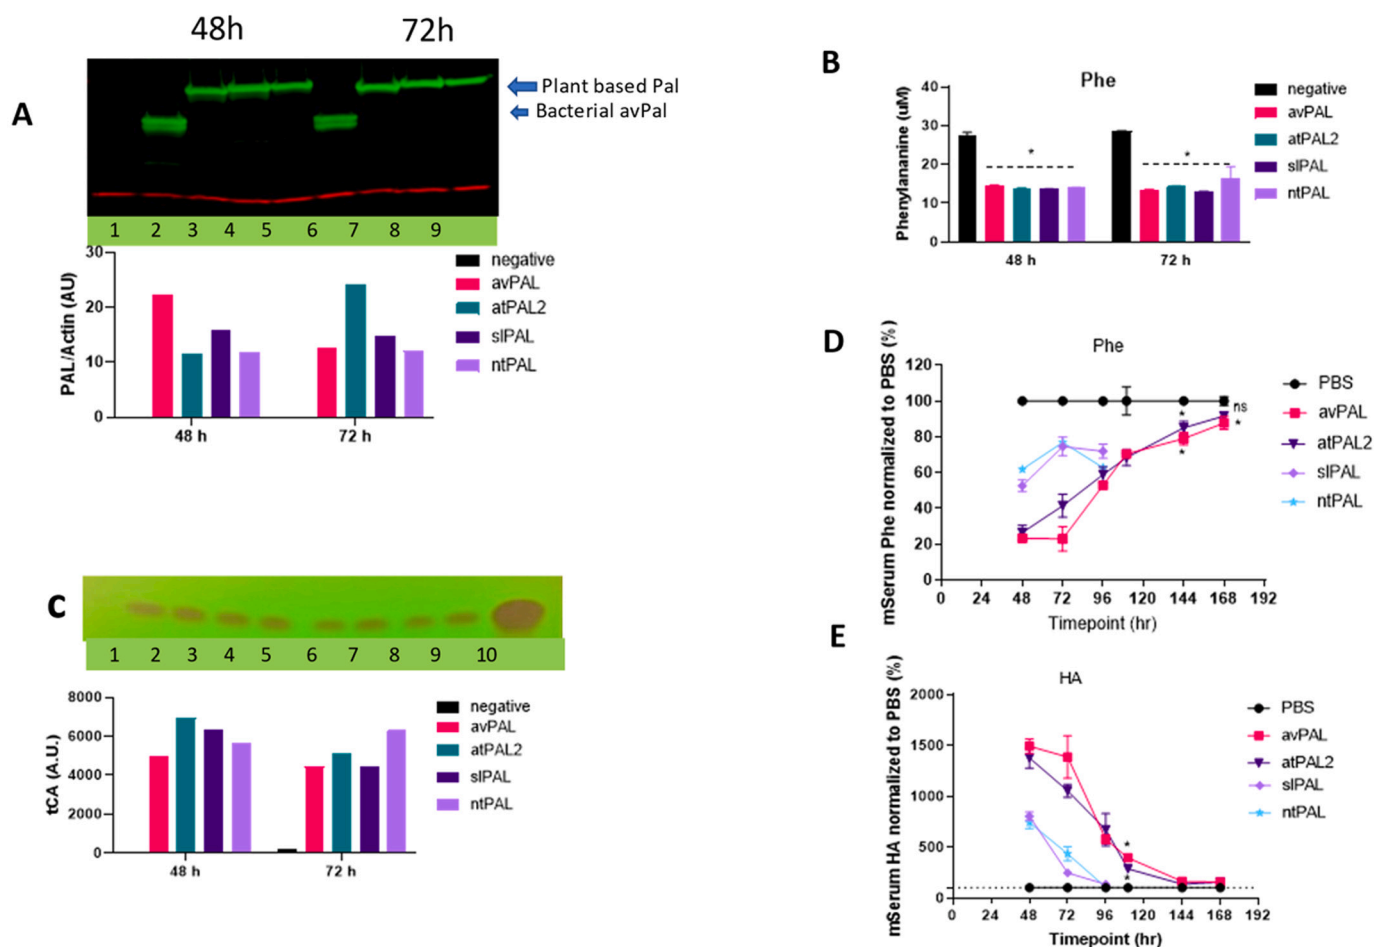 48h 72h
A
Plant based Pal
Bacterial avPal
1 2 3 4 5 6 7 8 9
PAL/Actin (AU)
30
20
10
0
48 h 72 h
negative
avPAL
atPAL2
slPAL
ntPAL
B
Phe
Phenylananine (uM)
40
30
20
10
0
* *
48 h 72 h
negative
avPAL
atPAL2
slPAL
ntPAL
C
1 2 3 4 5 6 7 8 9 10
tCA (A.U.)
8000
6000
4000
2000
0
48 h 72 h
negative
avPAL
atPAL2
slPAL
ntPAL
D
Phe
mSerum Phe normalized to PBS (%)
120
100
80
60
40
20
0
* ns
* *
0 24 48 72 96 120 144 168 192
Timepoint (hr)
PBS
avPAL
atPAL2
slPAL
ntPAL
E
HA
mSerum HA normalized to PBS (%)
2000
1500
1000
500
0
*
*
0 24 48 72 96 120 144 168 192
Timepoint (hr)
PBS
avPAL
atPAL2
slPAL
ntPAL